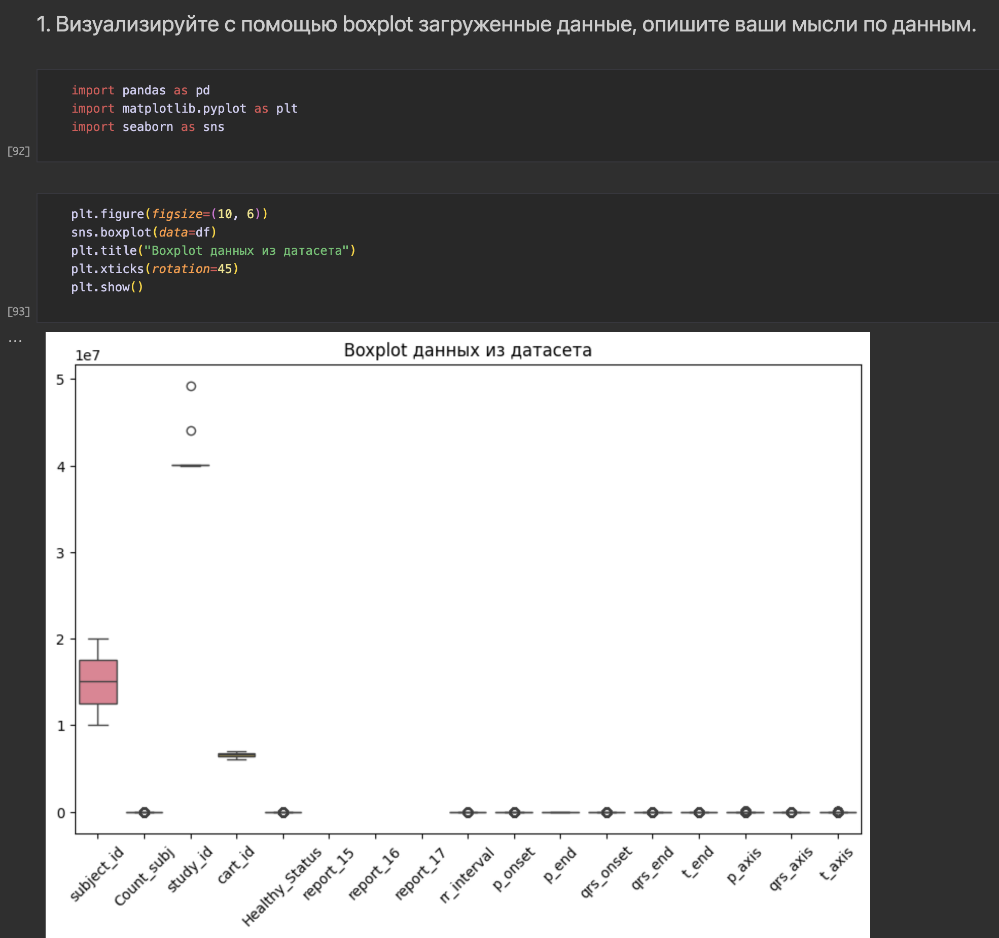 1. Визуализируйте с помощью boxplot загруженные данные, опишите ваши мысли по данным.
import pandas as pd
import matplotlib.pyplot as plt
import seaborn as sns
[92]
plt.figure(figsize=(10, 6))
sns.boxplot(data=df)
plt.title("Boxplot данных из датасета")
plt.xticks(rotation=45)
plt.show()
[93]
...
Boxplot данных из датасета
1e7
5
4
3
2
1
0
subject_id
Count_subj
study_id
cart_id
Healthy_Status
report_15
report_16
report_17
rr_interval
p_onset
p_end
qrs_onset
qrs_end
t_end
p_axis
qrs_axis
t_axis